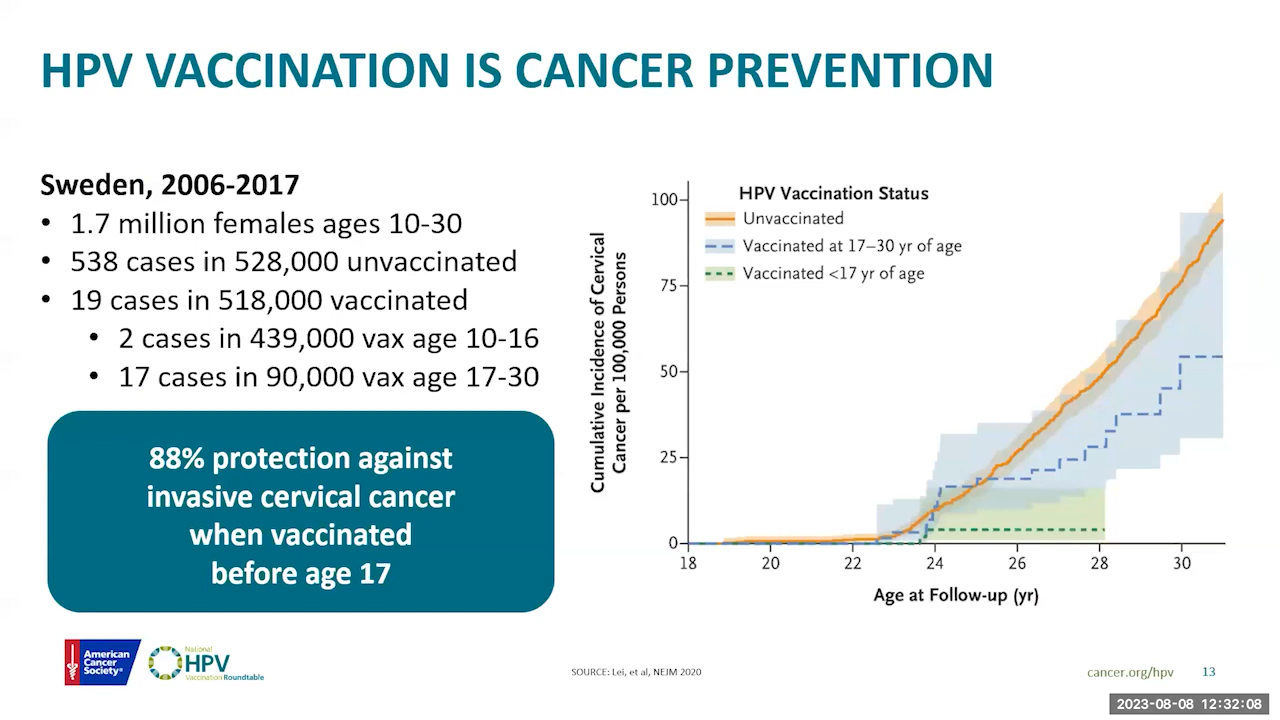 HPV VACCINATION IS CANCER PREVENTION
Sweden, 2006-2017
• 1.7 million females ages 10-30
• 538 cases in 528,000 unvaccinated
• 19 cases in 518,000 vaccinated
• 2 cases in 439,000 vax age 10-16
• 17 cases in 90,000 vax age 17-30
88% protection against
invasive cervical cancer
when vaccinated
before age 17
HPV Vaccination Status
Unvaccinated
Vaccinated at 17–30 yr of age
Vaccinated <17 yr of age
Cumulative Incidence of Cervical
Cancer per 100,000 Persons
100
75
50
25
0
18 20 22 24 26 28 30
Age at Follow-up (yr)
American
Cancer
Society®
National
HPV
Vaccination Roundtable
SOURCE: Lei, et al, NEJM 2020
cancer.org/hpv 13
2023-08-08 12:32:08